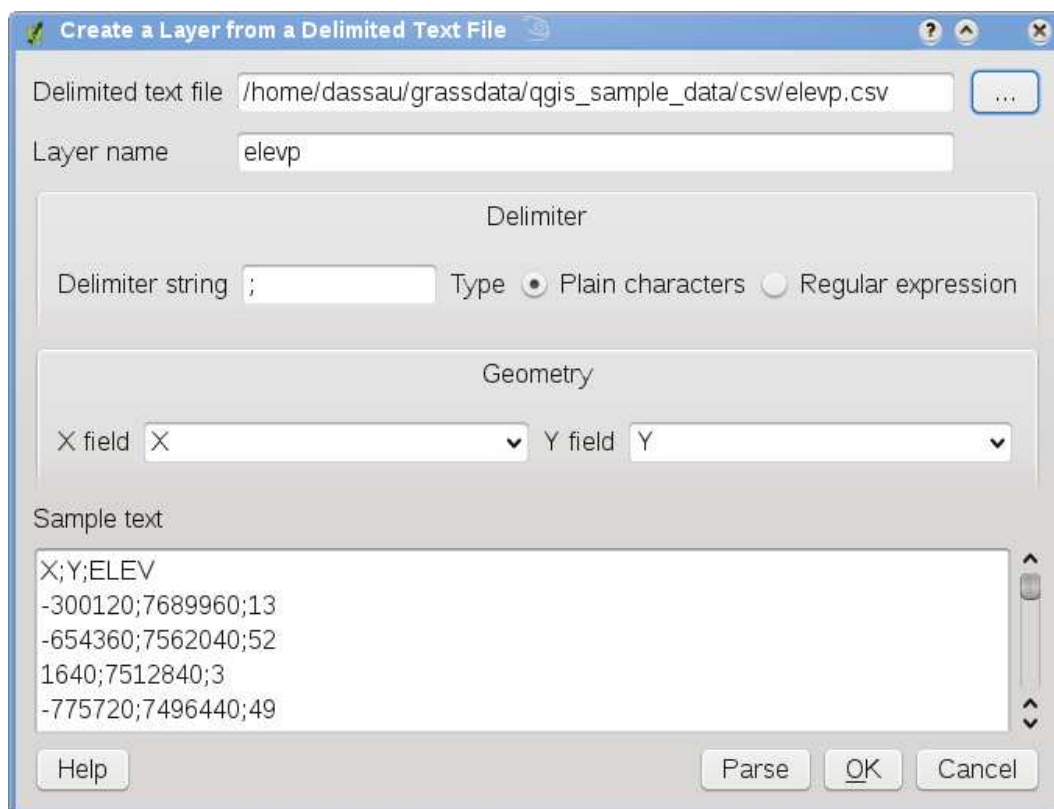 Create a Layer from a Delimited Text File
Delimited text file /home/dassau/grassdata/qgis_sample_data/csv/elevp.csv ...
Layer name elevp
Delimiter
Delimiter string ; Type Plain characters Regular expression
Geometry
X field X Y field Y
Sample text
X;Y;ELEV
-300120;7689960;13
-654360;7562040;52
1640;7512840;3
-775720;7496440;49
Help Parse OK Cancel